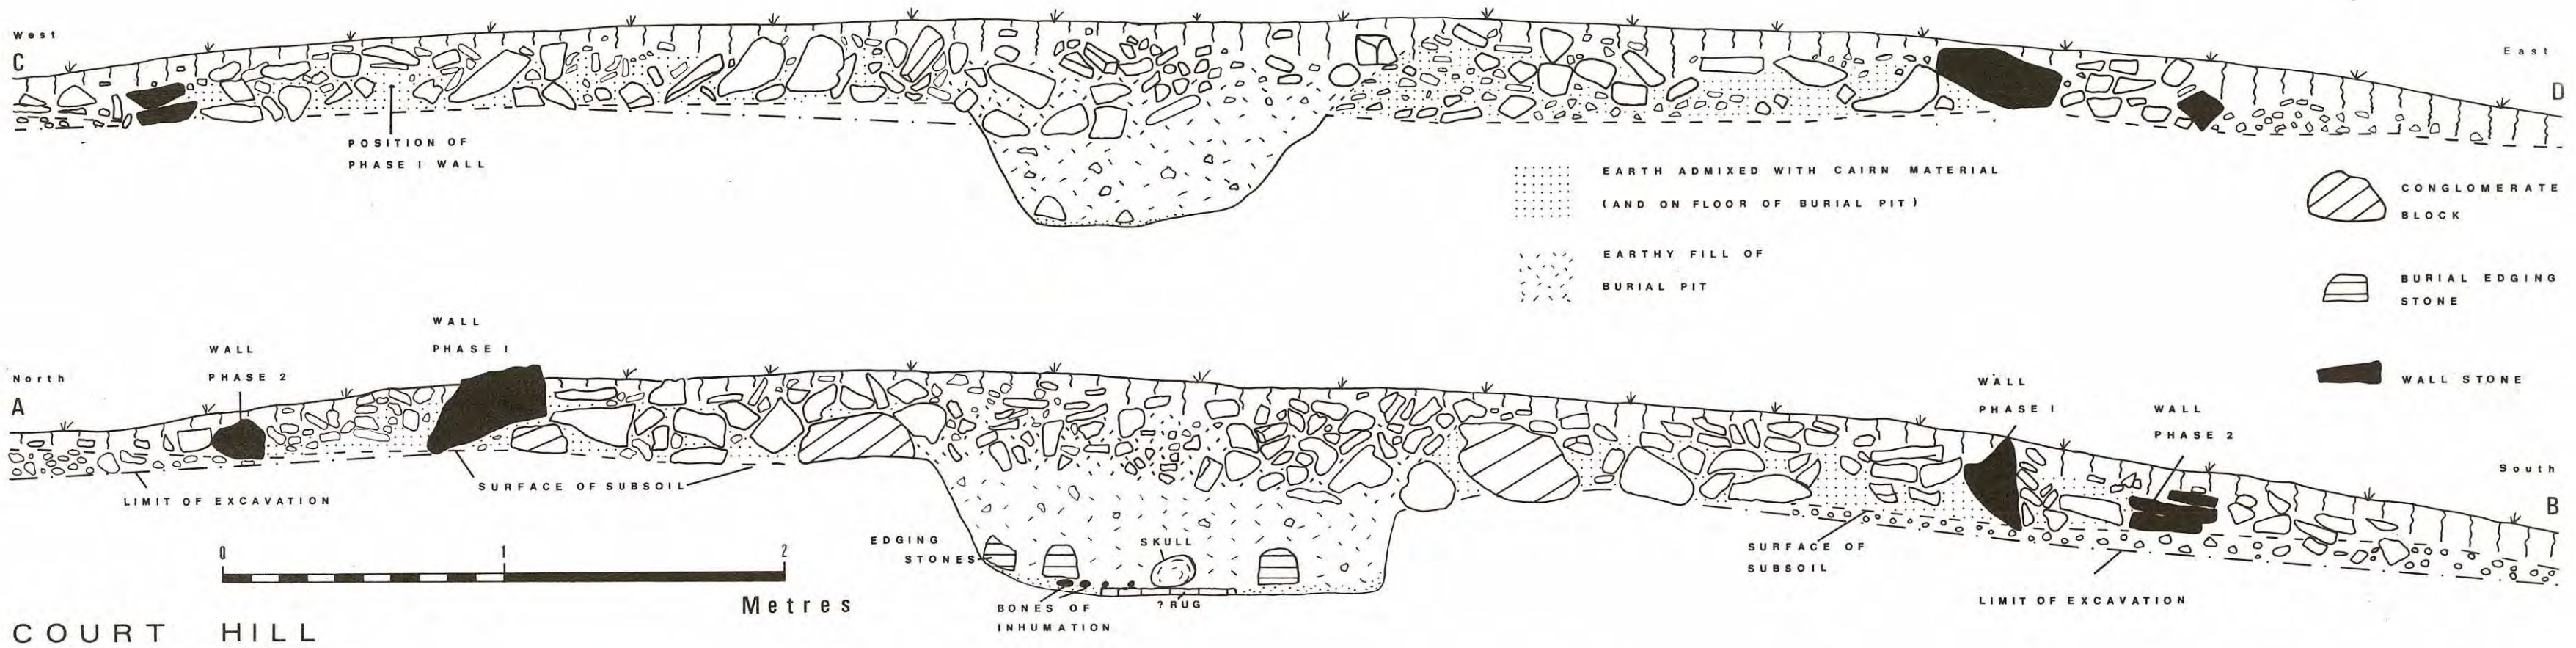 West
C
East
D
POSITION OF
PHASE I WALL
EARTH ADMIXED WITH CAIRN MATERIAL
(AND ON FLOOR OF BURIAL PIT)
EARTHY FILL OF
BURIAL PIT
CONGLOMERATE
BLOCK
BURIAL EDGING
STONE
WALL STONE
North
A
WALL
PHASE 2
WALL
PHASE I
LIMIT OF EXCAVATION
SURFACE OF SUBSOIL
EDGING
STONES
SKULL
BONES OF
INHUMATION
? RUG
WALL
PHASE I
WALL
PHASE 2
South
B
SURFACE OF
SUBSOIL
LIMIT OF EXCAVATION
0 1 2
Metres
COURT HILL